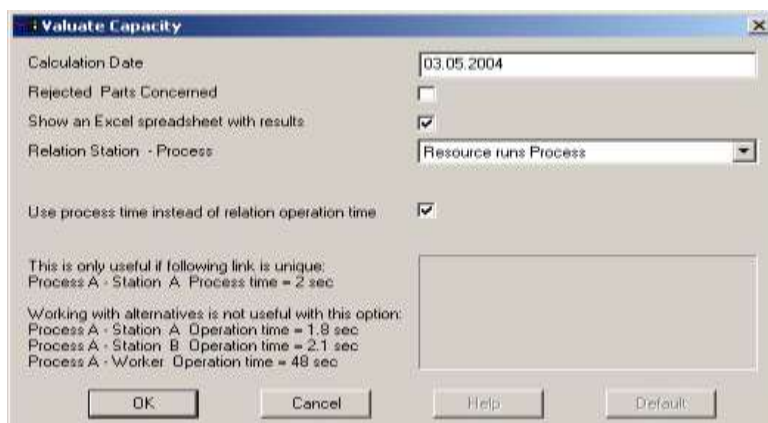 Valuate Capacity
Calculation Date 03.05.2004
Rejected Parts Concerned
Show an Excel spreadsheet with results
Relation Station - Process Resource runs Process
Use process time instead of relation operation time
This is only useful if following link is unique:
Process A - Station A Process time = 2 sec
Working with alternatives is not useful with this option:
Process A - Station A Operation time = 1.8 sec
Process A - Station B Operation time = 2.1 sec
Process A - Worker Operation time = 48 sec
OK Cancel Help Default